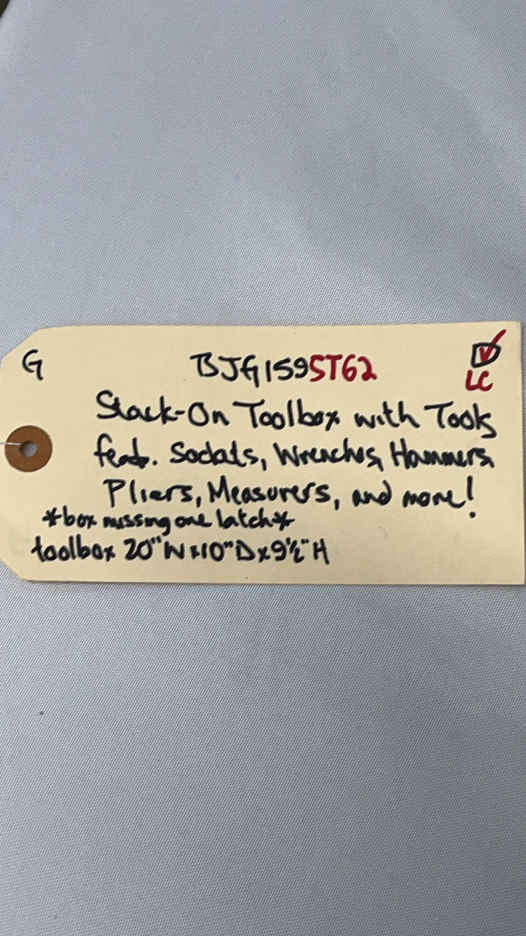 G BJG1595T62
LC
Stack-On Toolbox with Tools
feat. Sockets, Wrenches, Hammers,
Pliers, Measurers, and more!
*box missing one latch*
toolbox 20"W x 10"D x 9½"H